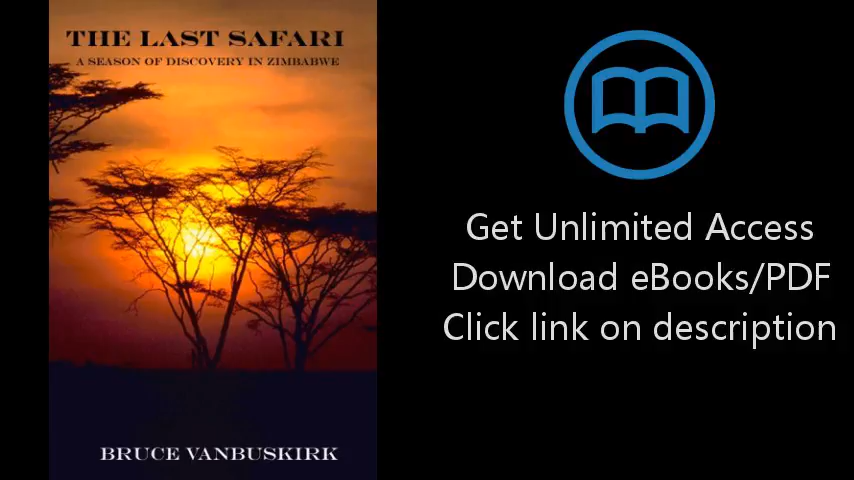 THE LAST SAFARI
A SEASON OF DISCOVERY IN ZIMBABWE
BRUCE VANBUSKIRK
Get Unlimited Access
Download eBooks/PDF
Click link on description